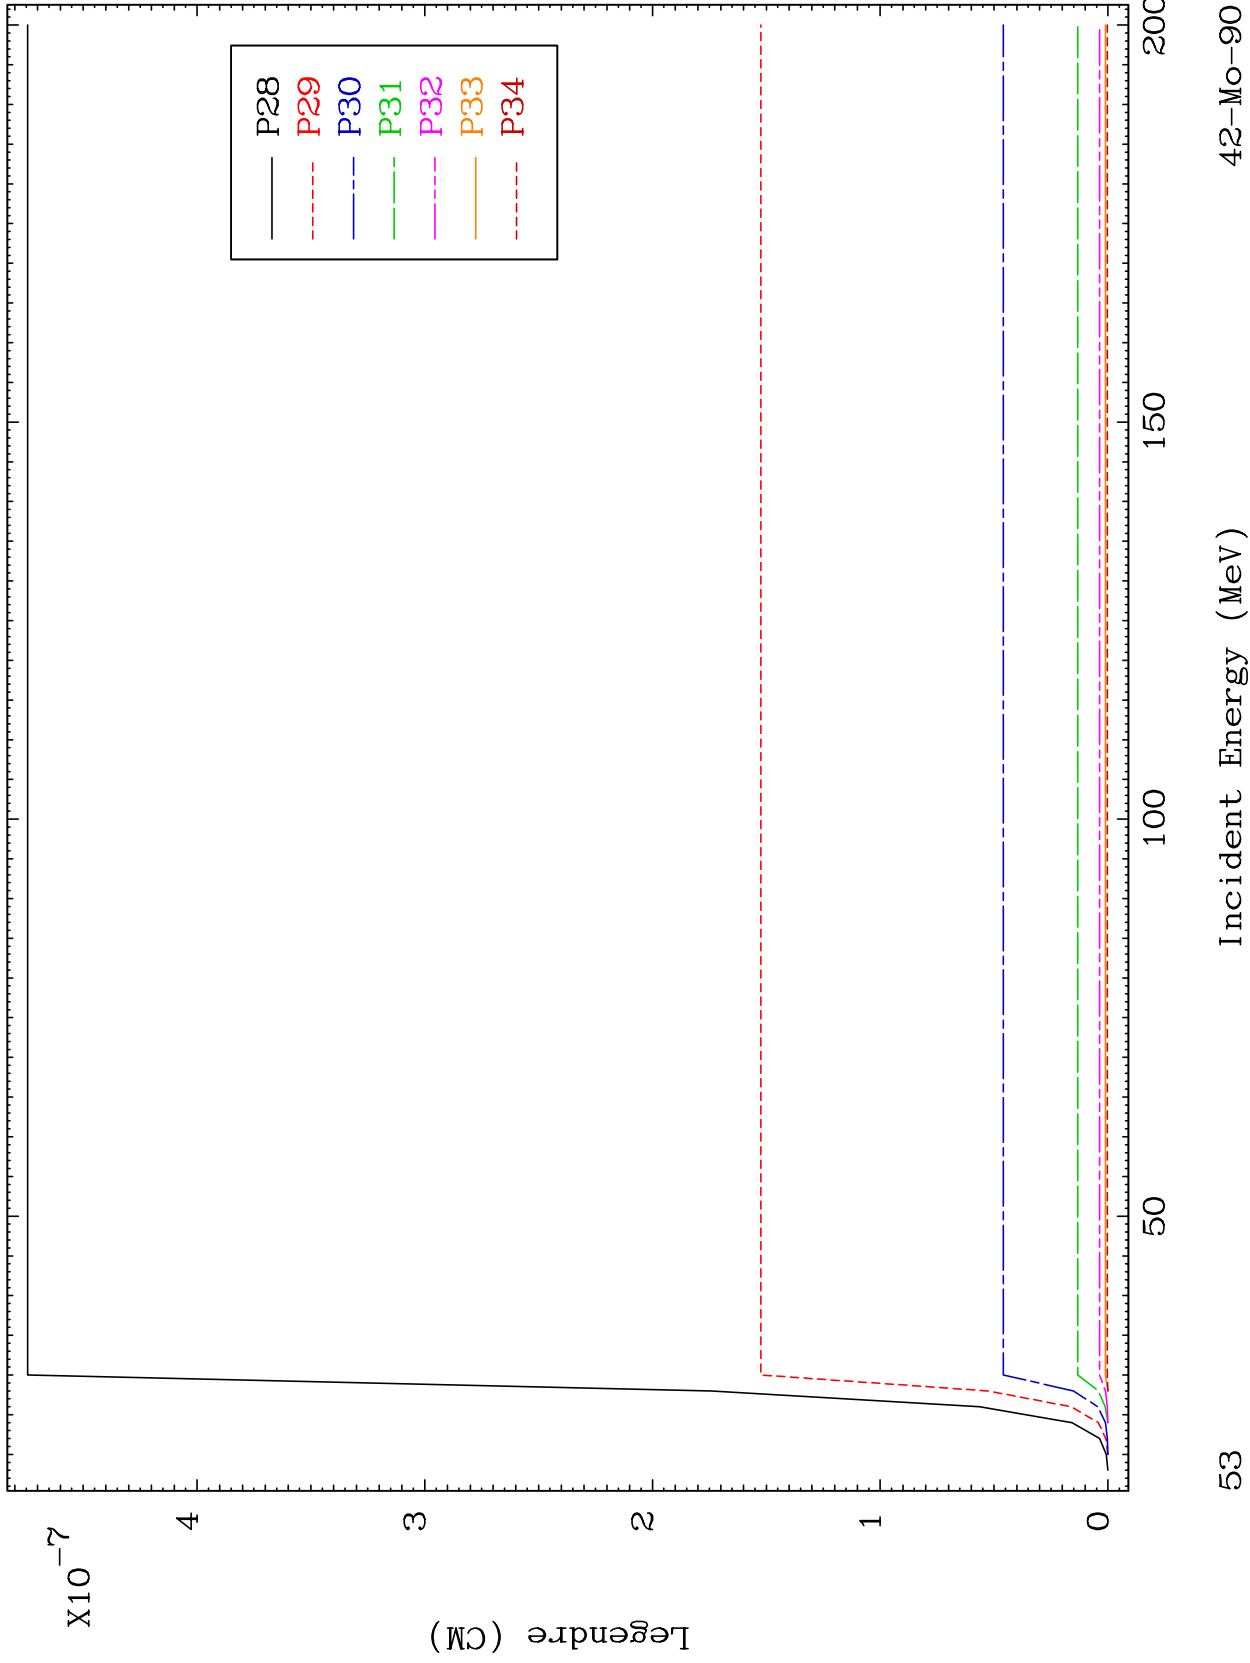 X10-7
4
3
2
1
0
Legendre (CM)
P28
P29
P30
P31
P32
P33
P34
50
100
150
200
Incident Energy (MeV)
53
42-Mo-90